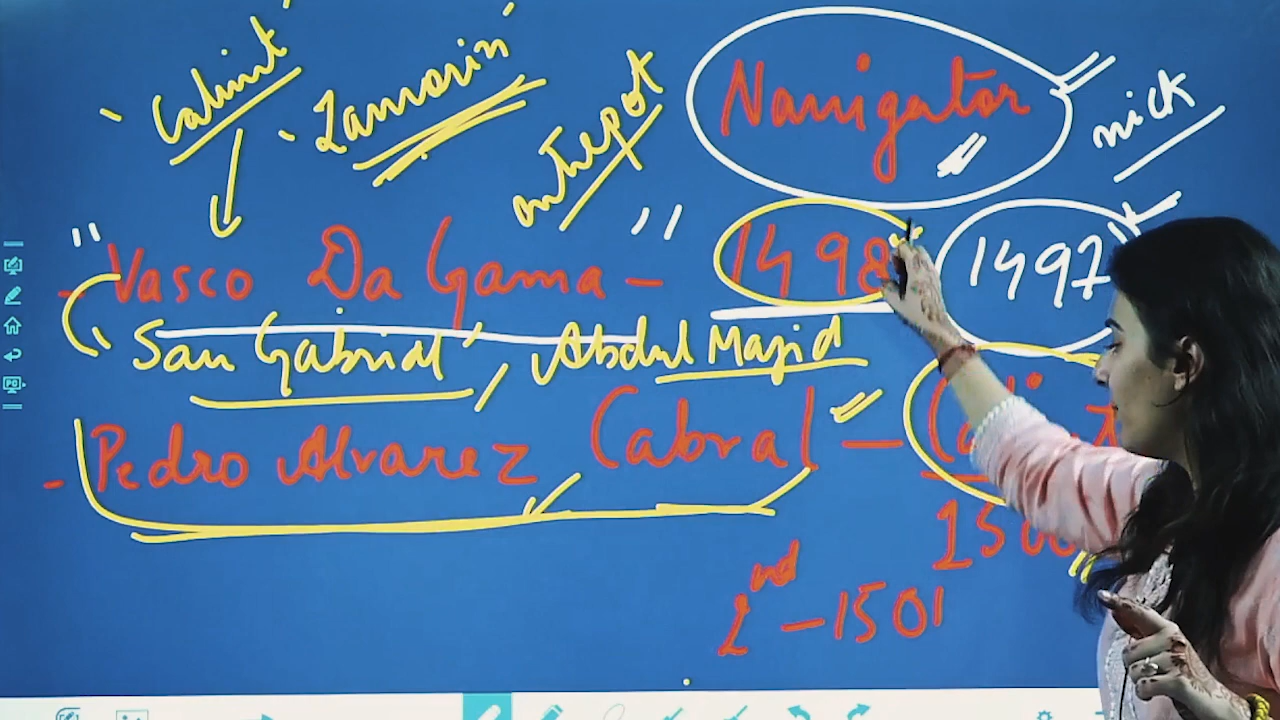 "Calicut" "Zamorin" Navigator
entrepot nick
"Vasco Da Gama" - 1498 1497
San Gabriel, Abdul Majid
- Pedro Alvarez Cabral -
2nd - 1501